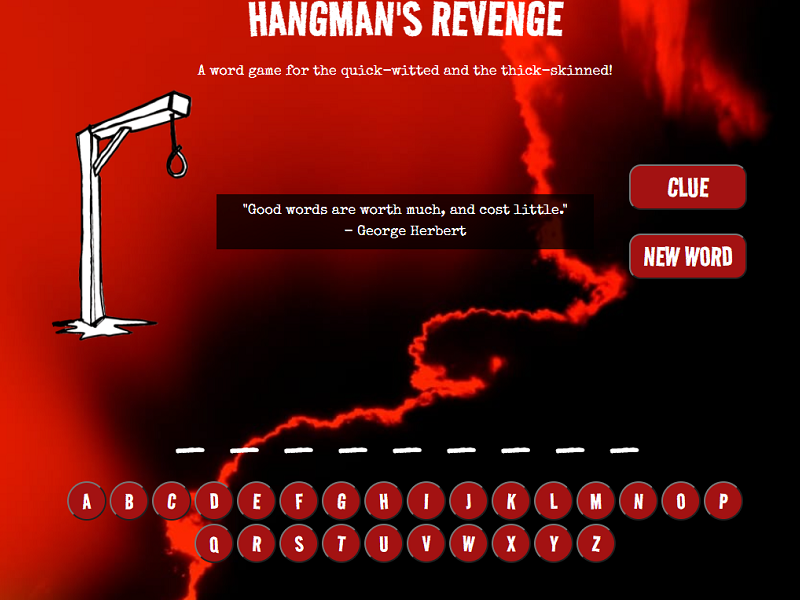 HANGMAN'S REVENGE
A word game for the quick-witted and the thick-skinned!
CLUE
"Good words are worth much, and cost little."
- George Herbert
NEW WORD
A B C D E F G H I J K L M N O P
Q R S T U V W X Y Z